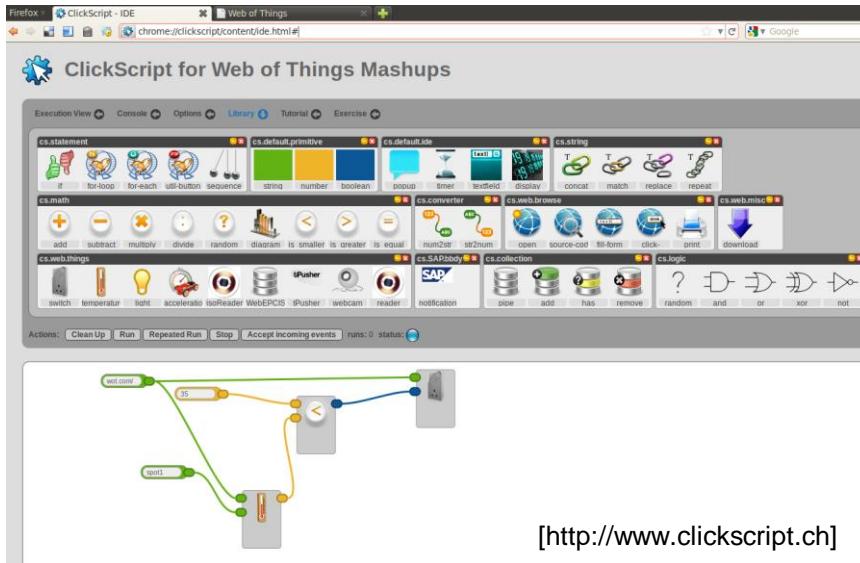 Firefox ClickScript - IDE Web of Things
chrome://clickscript/content/ide.html# Google
ClickScript for Web of Things Mashups
Execution View Console Options Library Tutorial Exercise
cs.statement cs.default.primitive cs.default.ide cs.string
if for-loop for-each util-button sequence string number boolean popup timer textfield display concat match replace repeat
cs.math cs.converter cs.web.browse cs.web.misc
add subtract multiply divide random diagram is smaller is greater is equal num2str str2num open source-cod fill-form click- print download
cs.web.things cs.SAPbbdy cs.collection cs.logic
tPusher SAP
switch temperatur light acceleratio isoReader WebEPCIS tPusher webcam reader notification pipe add has remove random and or xor not
Actions: Clean Up Run Repeated Run Stop Accept incoming events runs: 0 status:
wot.com/
35
<
spot1
[http://www.clickscript.ch]